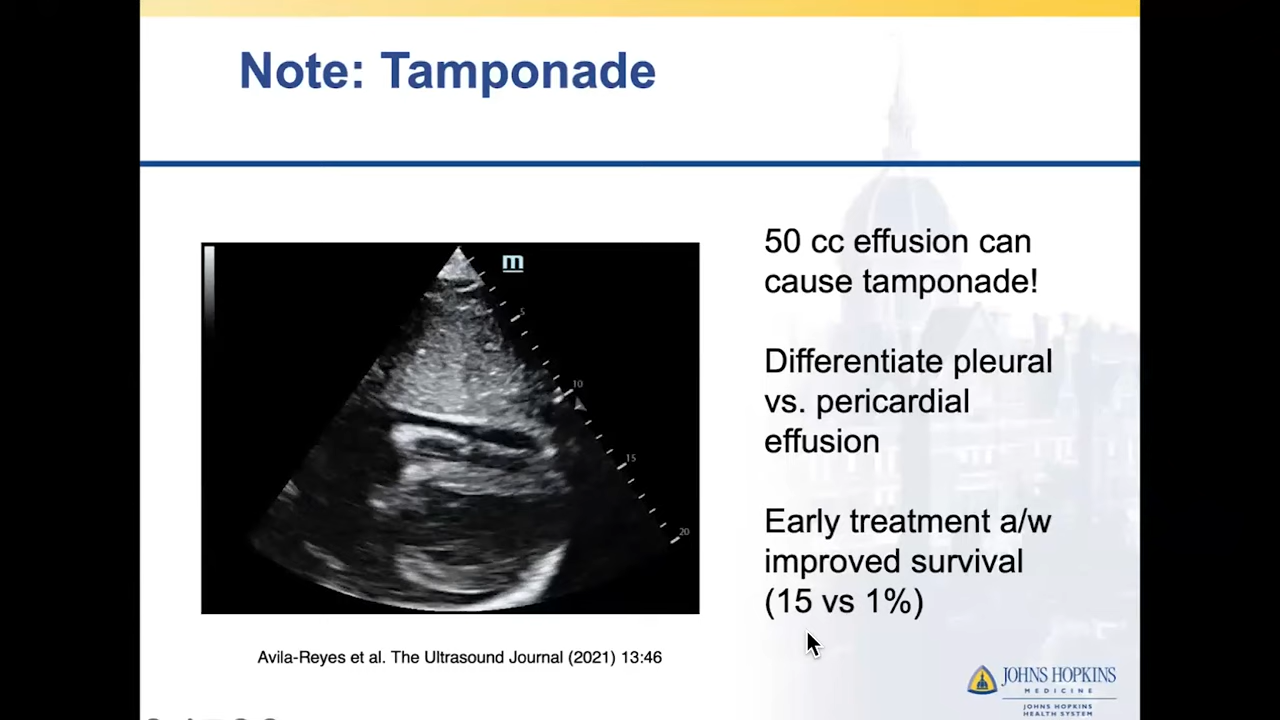 Note: Tamponade
m
5
10
15
20
50 cc effusion can
cause tamponade!
Differentiate pleural
vs. pericardial
effusion
Early treatment a/w
improved survival
(15 vs 1%)
Avila-Reyes et al. The Ultrasound Journal (2021) 13:46
JOHNS HOPKINS
MEDICINE
JOHNS HOPKINS
HEALTH SYSTEM